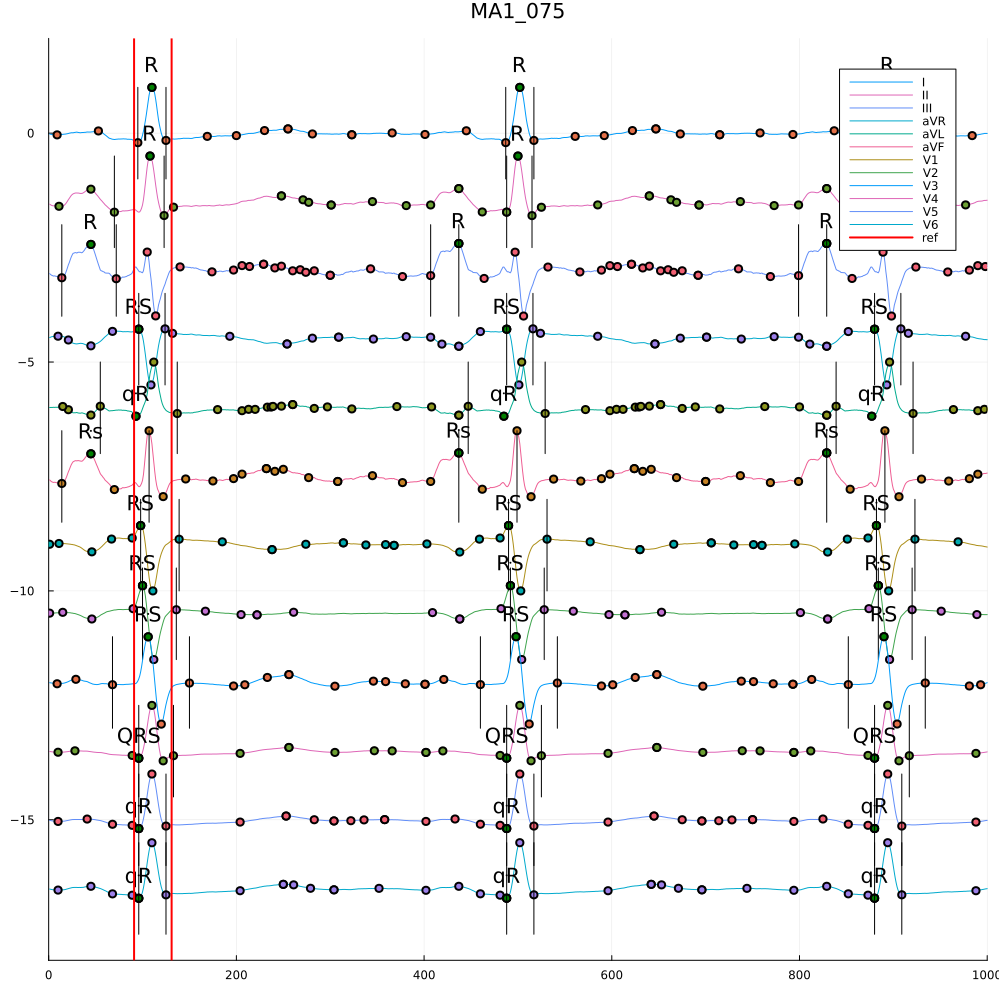 MA1_075
R R R
I
II
III
aVR
aVL
aVF
V1
V2
V3
V4
V5
V6
ref
0
R R
R R R
RS RS RS
-5
qR qR qR
Rs Rs Rs
RS RS RS
RS RS RS
-10
RS RS RS
QRS QRS QRS
qR qR qR
-15
qR qR qR
0 200 400 600 800 1000